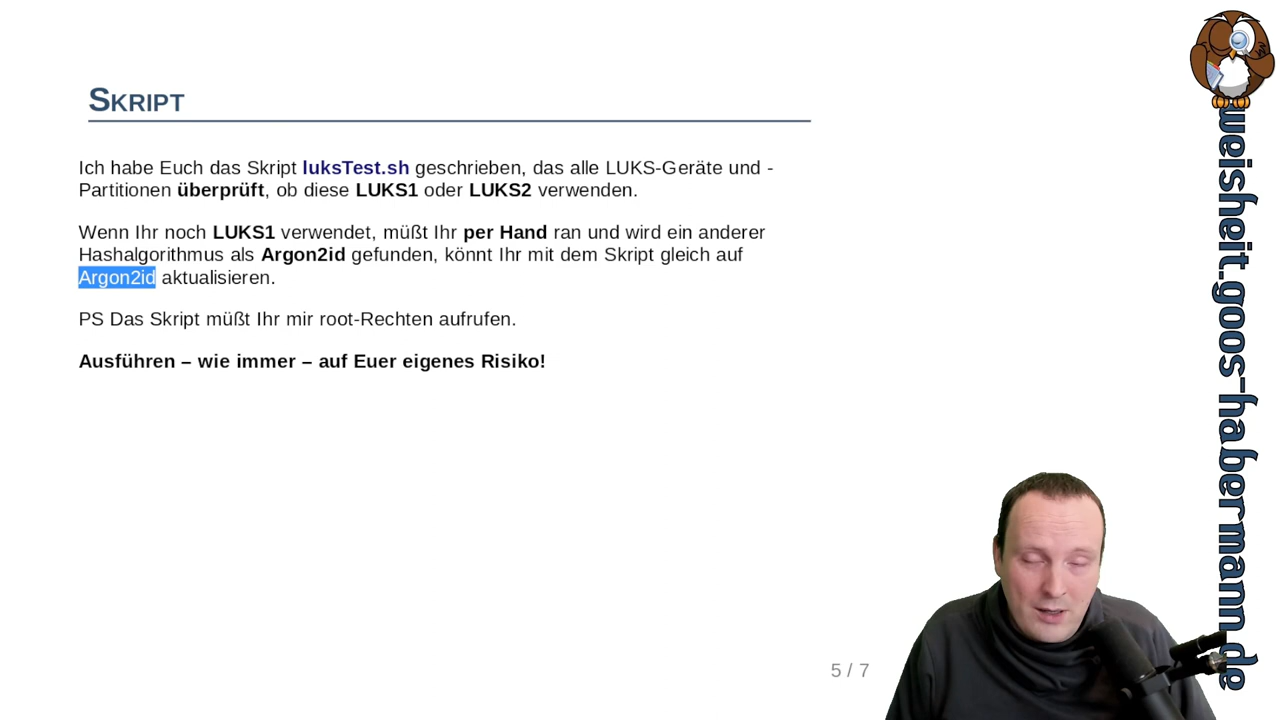 SKRIPT
Ich habe Euch das Skript luksTest.sh geschrieben, das alle LUKS-Geräte und -
Partitionen überprüft, ob diese LUKS1 oder LUKS2 verwenden.
Wenn Ihr noch LUKS1 verwendet, müßt Ihr per Hand ran und wird ein anderer
Hashalgorithmus als Argon2id gefunden, könnt Ihr mit dem Skript gleich auf
Argon2id aktualisieren.
PS Das Skript müßt Ihr mir root-Rechten aufrufen.
Ausführen – wie immer – auf Euer eigenes Risiko!
5 / 7
weisheit.goos-habermann.de